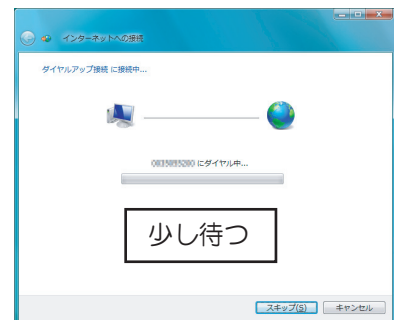 インターネットへの接続
ダイヤルアップ接続 に接続中...
にダイヤル中...
少し待つ
スキップ(S)
キャンセル